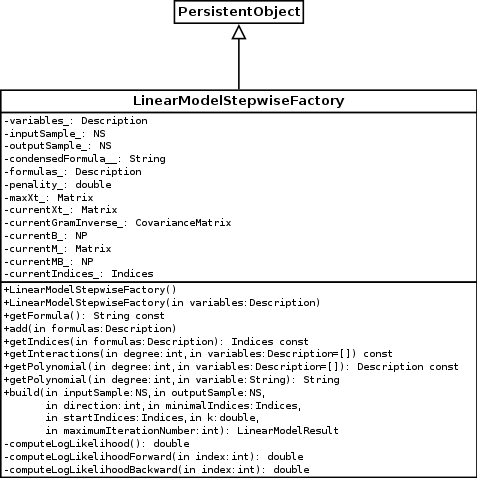 PersistentObject
LinearModelStepwiseFactory
-variables_: Description
-inputSample_: NS
-outputSample_: NS
-condensedFormula__: String
-formulas_: Description
-penality_: double
-maxXt_: Matrix
-currentXt_: Matrix
-currentGramInverse_: CovarianceMatrix
-currentB_: NP
-currentM_: Matrix
-currentMB_: NP
-currentIndices_: Indices
+LinearModelStepwiseFactory()
+LinearModelStepwiseFactory(in variables:Description)
+getFormula(): String const
+add(in formulas:Description)
+getIndices(in formulas:Description): Indices const
+getInteractions(in degree:int,in variables:Description=[]) const
+getPolynomial(in degree:int,in variables:Description=[]): Description const
+getPolynomial(in degree:int,in variable:String): String
+build(in inputSample:NS,in outputSample:NS,
in direction:int,in minimalIndices:Indices,
in startIndices:Indices,in k:double,
in maximumIterationNumber:int): LinearModelResult
-computeLogLikelihood(): double
-computeLogLikelihoodForward(in index:int): double
-computeLogLikelihoodBackward(in index:int): double